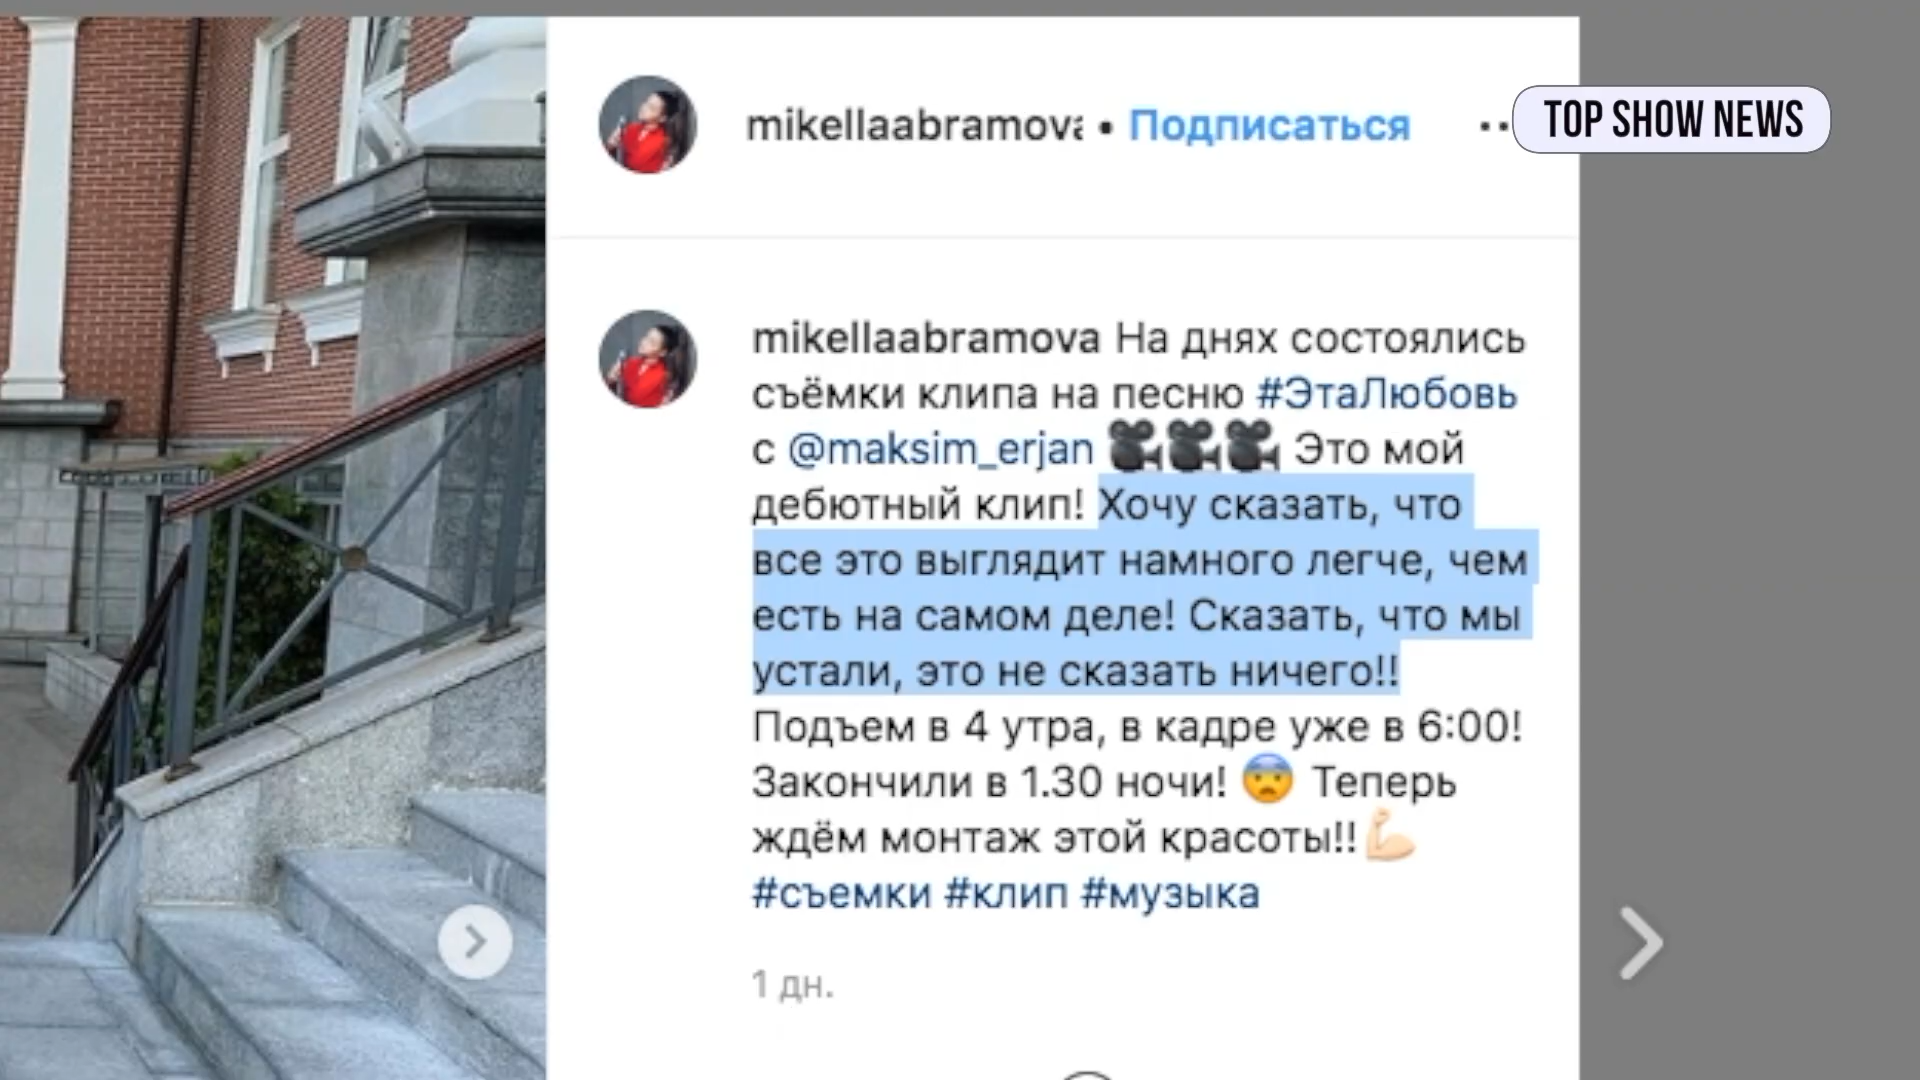 mikellaabramova • Подписаться
TOP SHOW NEWS
mikellaabramova На днях состоялись
съёмки клипа на песню #ЭтаЛюбовь
с @maksim_erjan 🎥🎥🎥 Это мой
дебютный клип! Хочу сказать, что
все это выглядит намного легче, чем
есть на самом деле! Сказать, что мы
устали, это не сказать ничего!!
Подъем в 4 утра, в кадре уже в 6:00!
Закончили в 1.30 ночи! 😨 Теперь
ждём монтаж этой красоты!!💪🏻
#съемки #клип #музыка
1 дн.